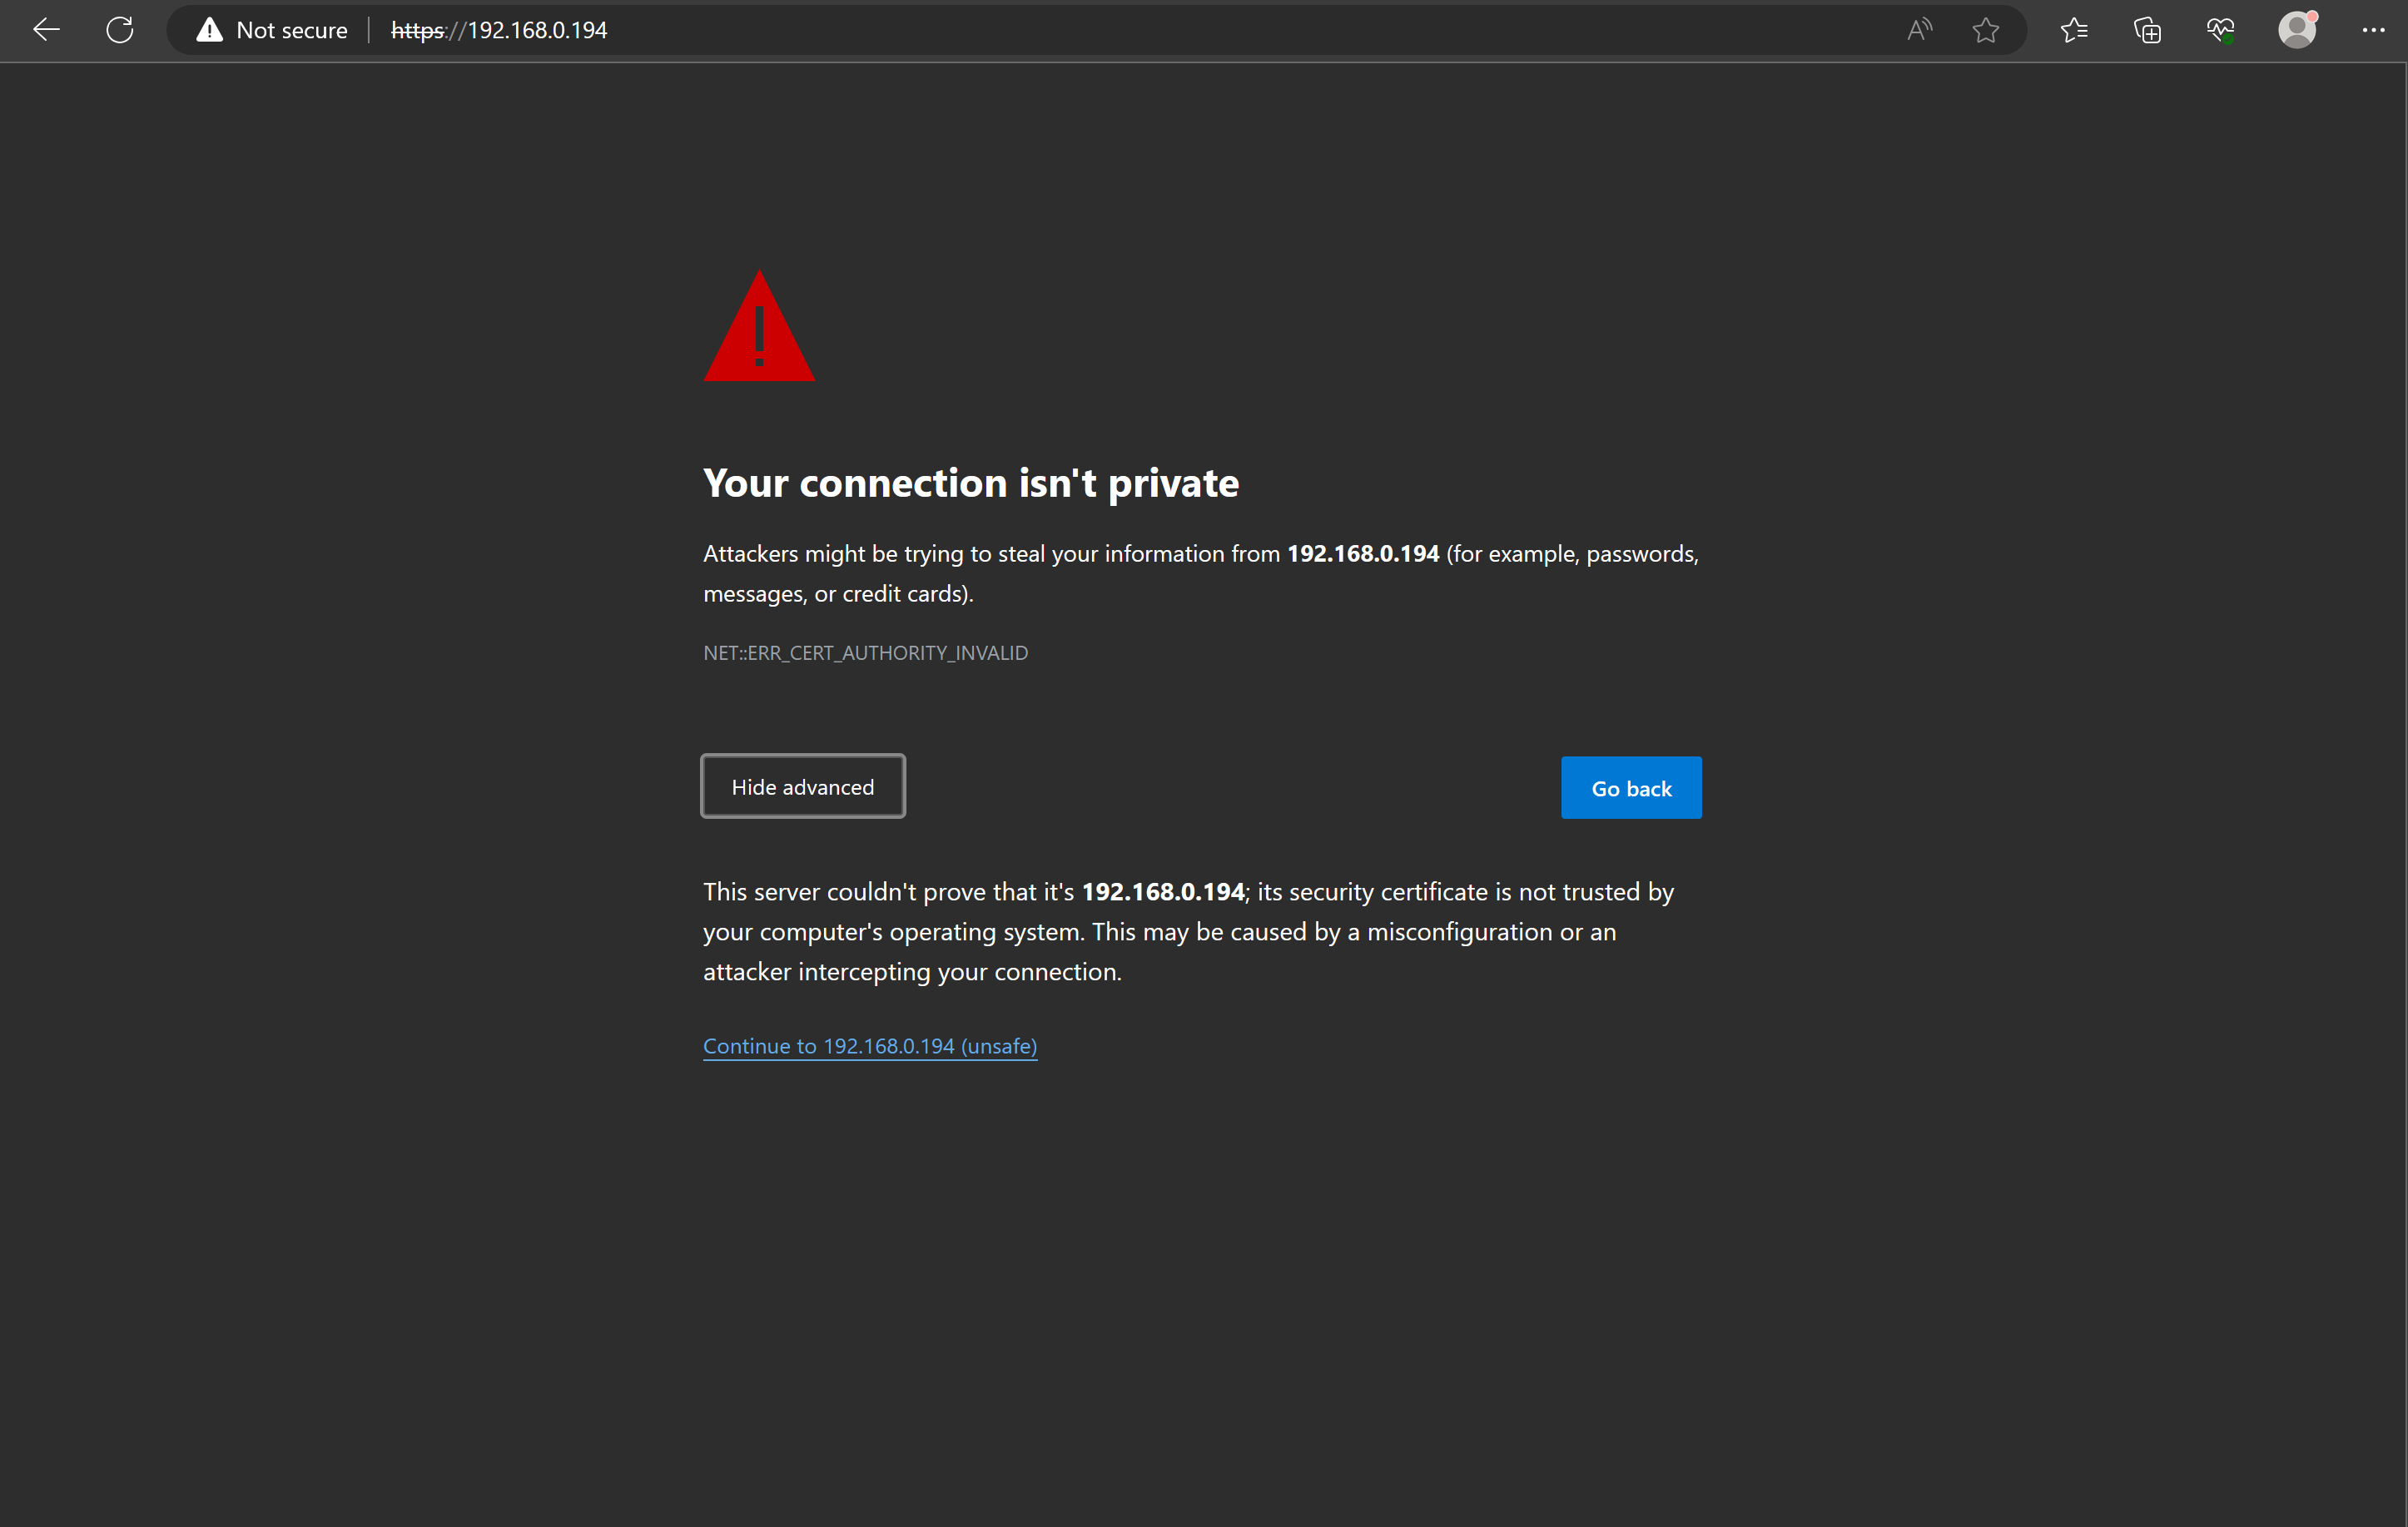 Not secure | https://192.168.0.194
Your connection isn't private
Attackers might be trying to steal your information from 192.168.0.194 (for example, passwords,
messages, or credit cards).
NET::ERR_CERT_AUTHORITY_INVALID
Hide advanced
Go back
This server couldn't prove that it's 192.168.0.194; its security certificate is not trusted by
your computer's operating system. This may be caused by a misconfiguration or an
attacker intercepting your connection.
Continue to 192.168.0.194 (unsafe)